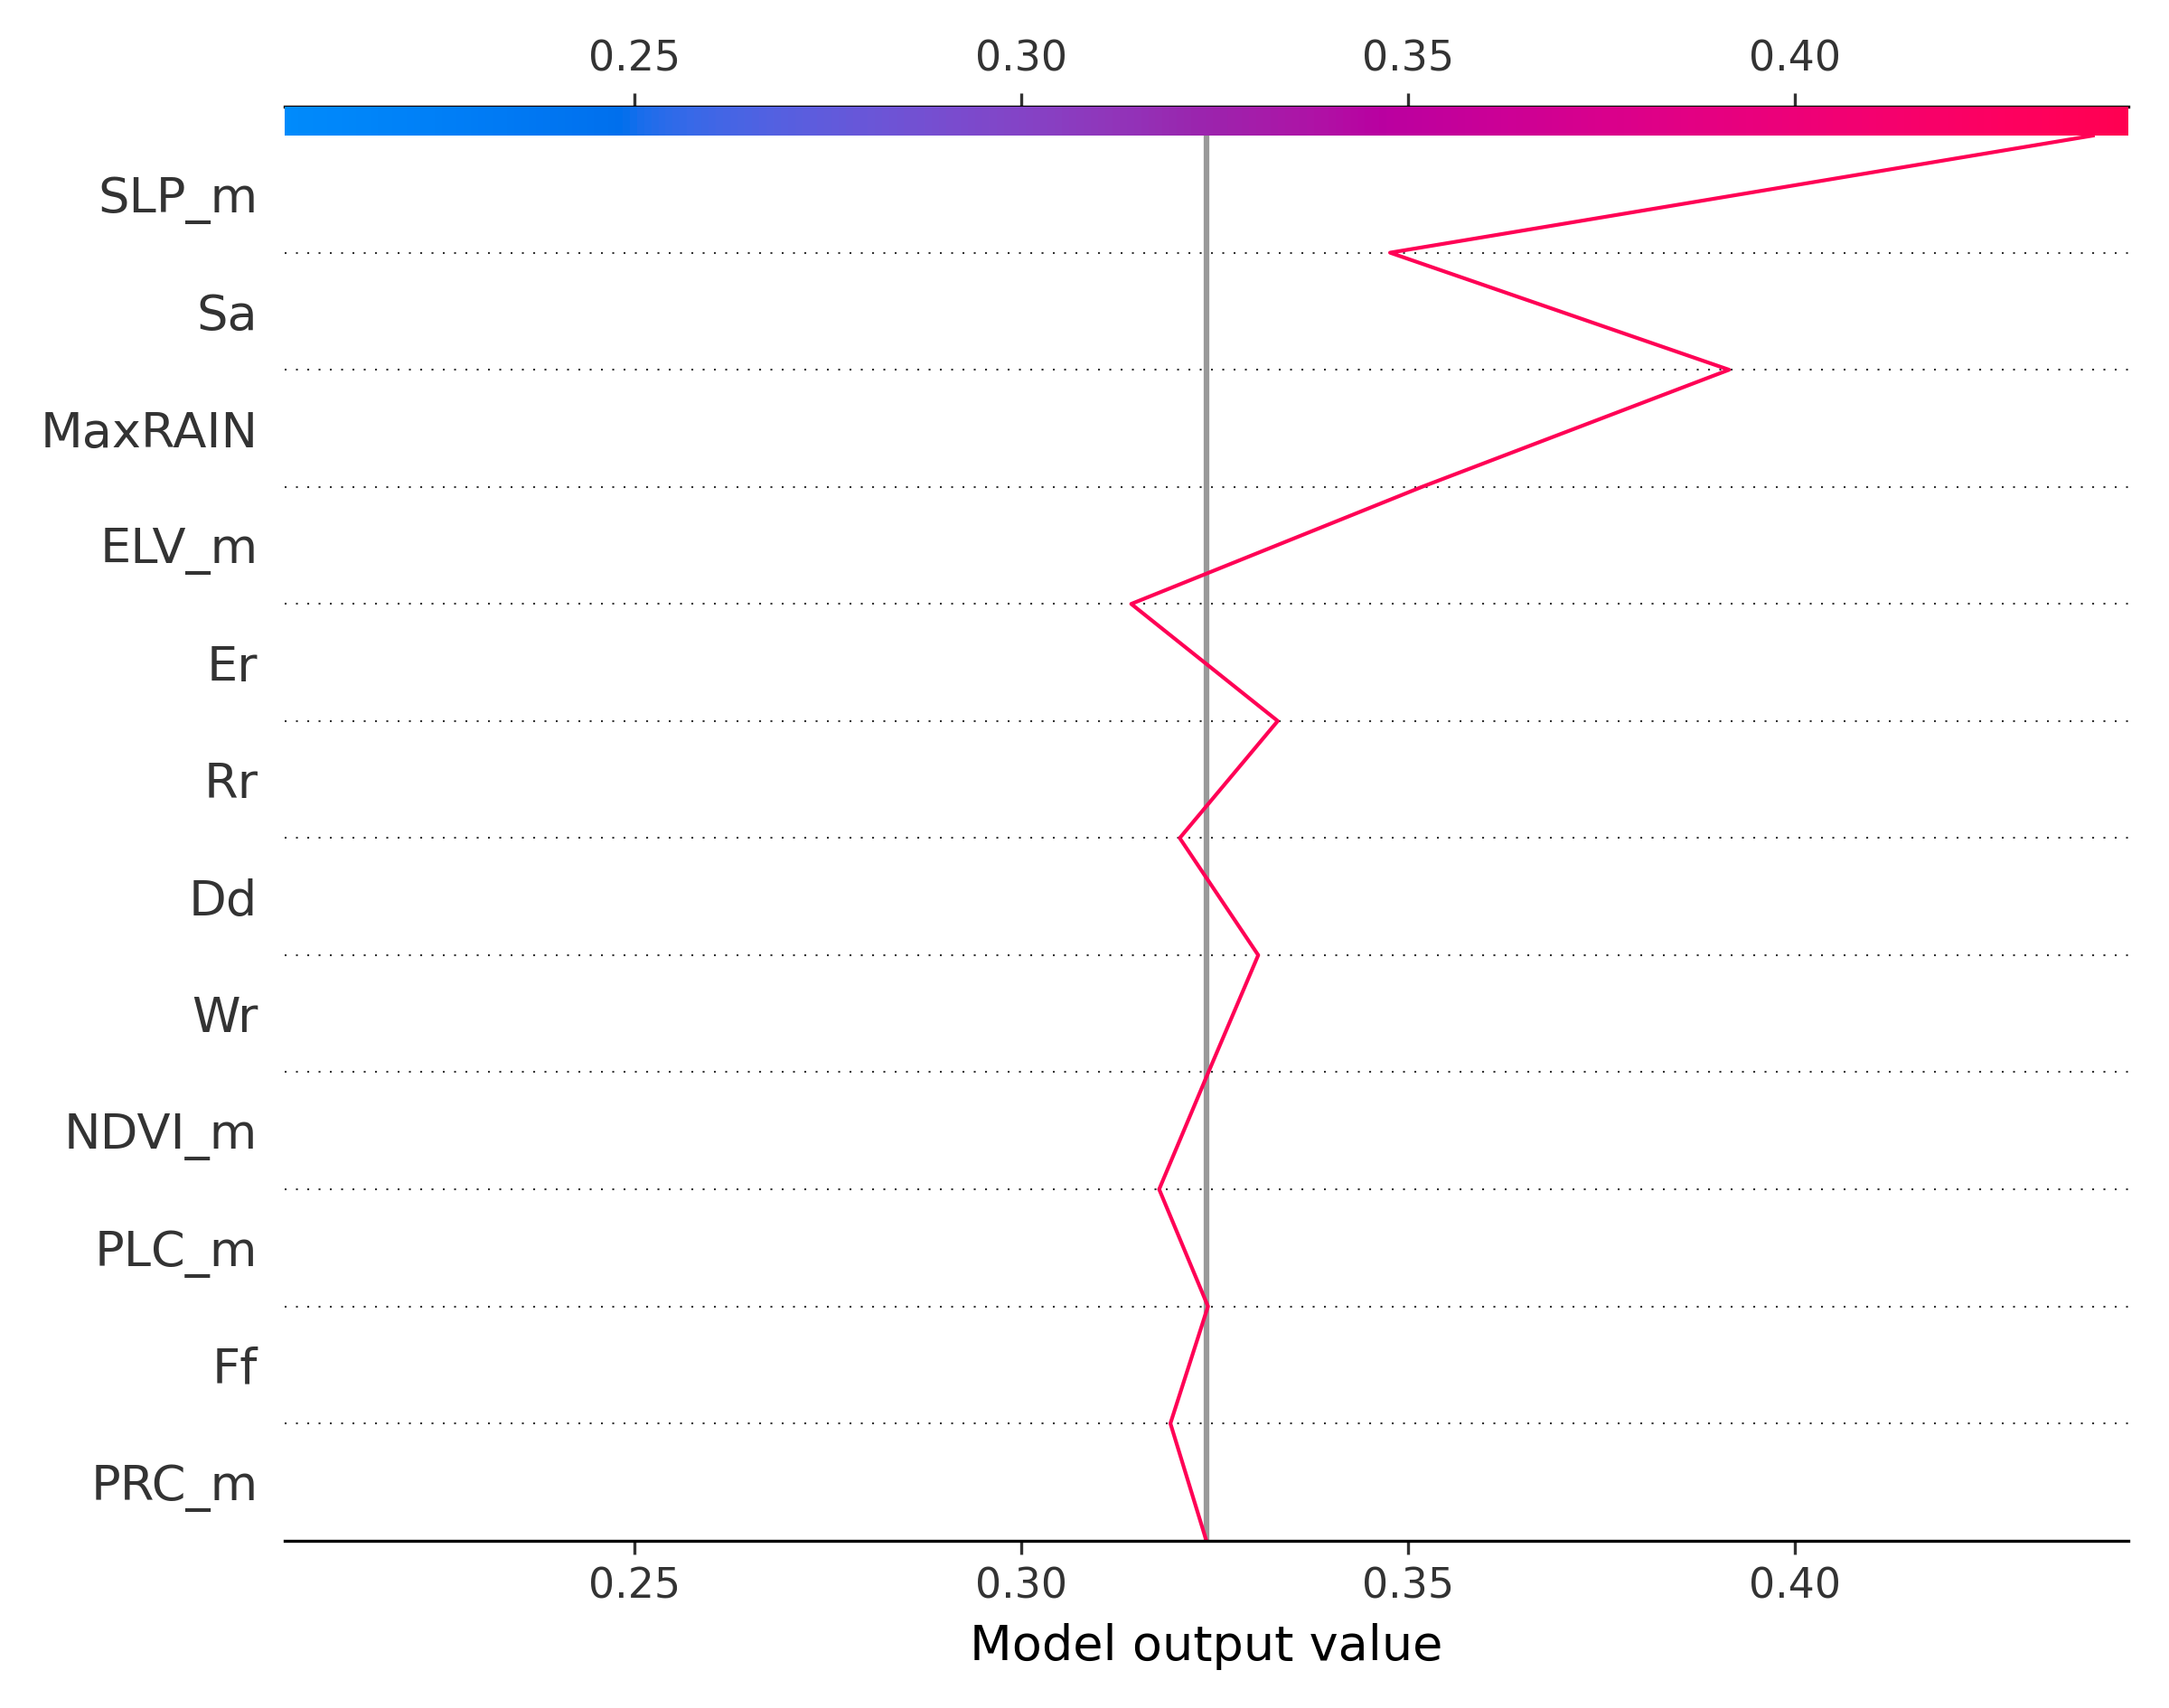 0.25 0.30 0.35 0.40
SLP_m
Sa
MaxRAIN
ELV_m
Er
Rr
Dd
Wr
NDVI_m
PLC_m
Ff
PRC_m
0.25 0.30 0.35 0.40
Model output value